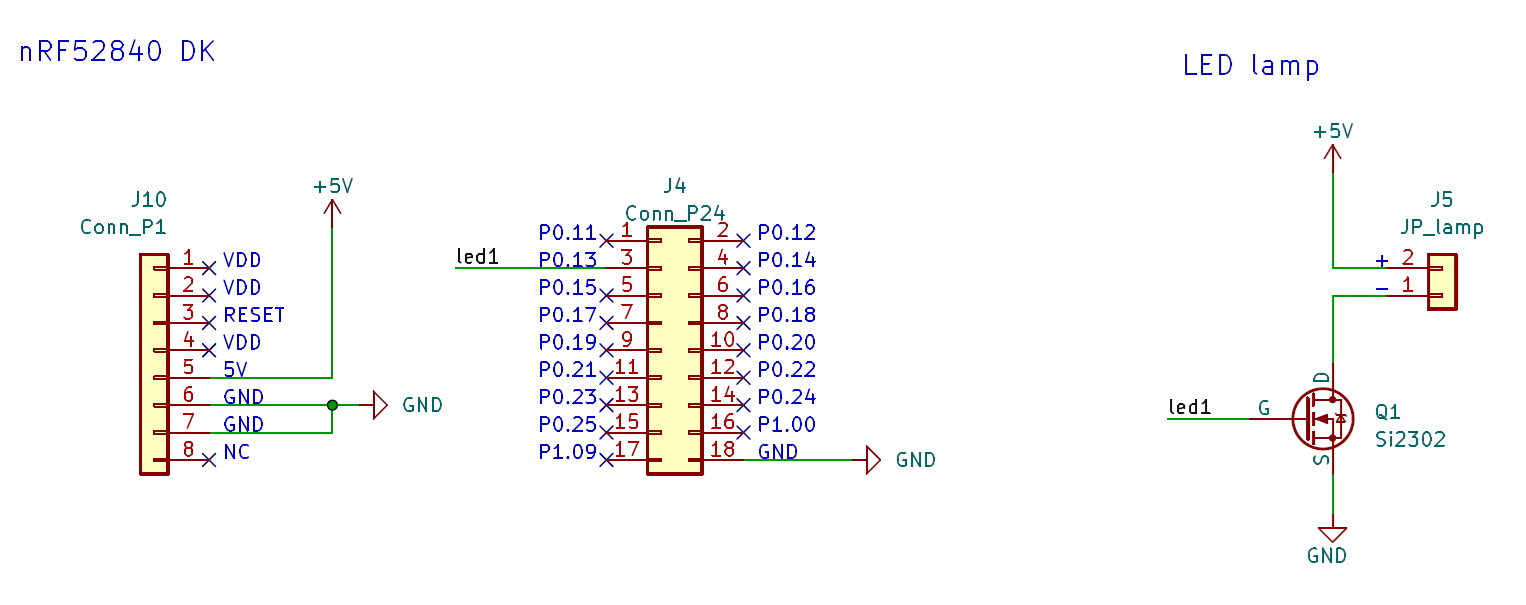 nRF52840 DK
LED lamp
J10
Conn_P1
+5V
1 VDD
2 VDD
3 RESET
4 VDD
5 5V
6 GND
7 GND
8 NC
GND
J4
Conn_P24
led1
P0.11 1 2 P0.12
P0.13 3 4 P0.14
P0.15 5 6 P0.16
P0.17 7 8 P0.18
P0.19 9 10 P0.20
P0.21 11 12 P0.22
P0.23 13 14 P0.24
P0.25 15 16 P1.00
P1.09 17 18 GND
GND
+5V
J5
JP_lamp
+ 2
− 1
led1
G
D
S
Q1
Si2302
GND